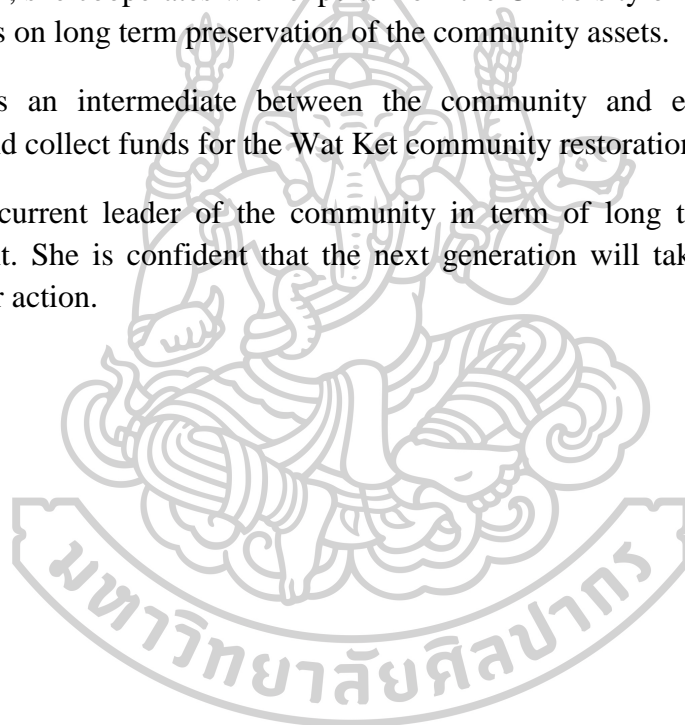 , she cooperates with experts from the University of
s on long term preservation of the community assets.
s an intermediate between the community and e
d collect funds for the Wat Ket community restoration
current leader of the community in term of long t
t. She is confident that the next generation will tak
r action.
มหาวิทยาลัยศิลปากร